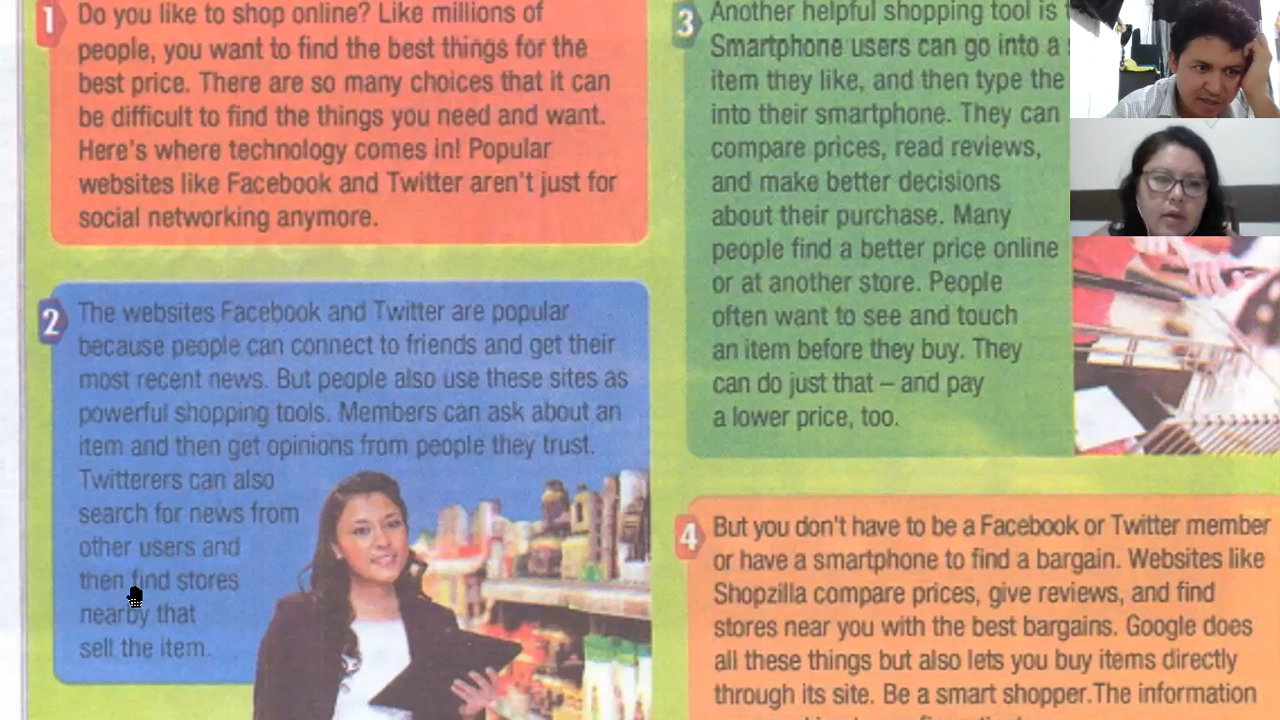 1
Do you like to shop online? Like millions of
people, you want to find the best things for the
best price. There are so many choices that it can
be difficult to find the things you need and want.
Here's where technology comes in! Popular
websites like Facebook and Twitter aren't just for
social networking anymore.
2
The websites Facebook and Twitter are popular
because people can connect to friends and get their
most recent news. But people also use these sites as
powerful shopping tools. Members can ask about an
item and then get opinions from people they trust.
Twitterers can also
search for news from
other users and
then find stores
nearby that
sell the item.
3
Another helpful shopping tool is
Smartphone users can go into a
item they like, and then type the
into their smartphone. They can
compare prices, read reviews,
and make better decisions
about their purchase. Many
people find a better price online
or at another store. People
often want to see and touch
an item before they buy. They
can do just that – and pay
a lower price, too.
4
But you don't have to be a Facebook or Twitter member
or have a smartphone to find a bargain. Websites like
Shopzilla compare prices, give reviews, and find
stores near you with the best bargains. Google does
all these things but also lets you buy items directly
through its site. Be a smart shopper.The information